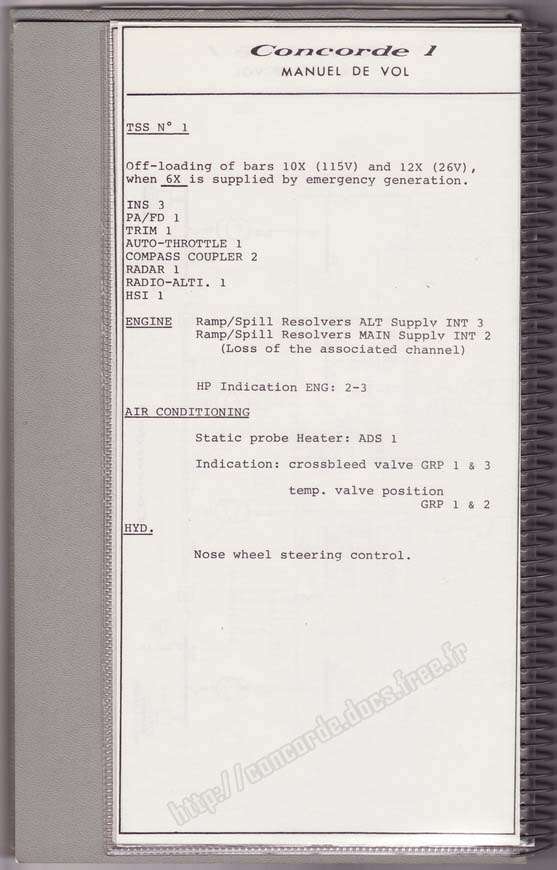 Concorde 1
MANUEL DE VOL
TSS N° 1
Off-loading of bars 10X (115V) and 12X (26V),
when 6X is supplied by emergency generation.
INS 3
PA/FD 1
TRIM 1
AUTO-THROTTLE 1
COMPASS COUPLER 2
RADAR 1
RADIO-ALTI. 1
HSI 1
ENGINE Ramp/Spill Resolvers ALT Supply INT 3
Ramp/Spill Resolvers MAIN Supply INT 2
(Loss of the associated channel)
HP Indication ENG: 2-3
AIR CONDITIONING
Static probe Heater: ADS 1
Indication: crossbleed valve GRP 1 & 3
temp. valve position
GRP 1 & 2
HYD.
Nose wheel steering control.
http://concorde.docs.free.fr